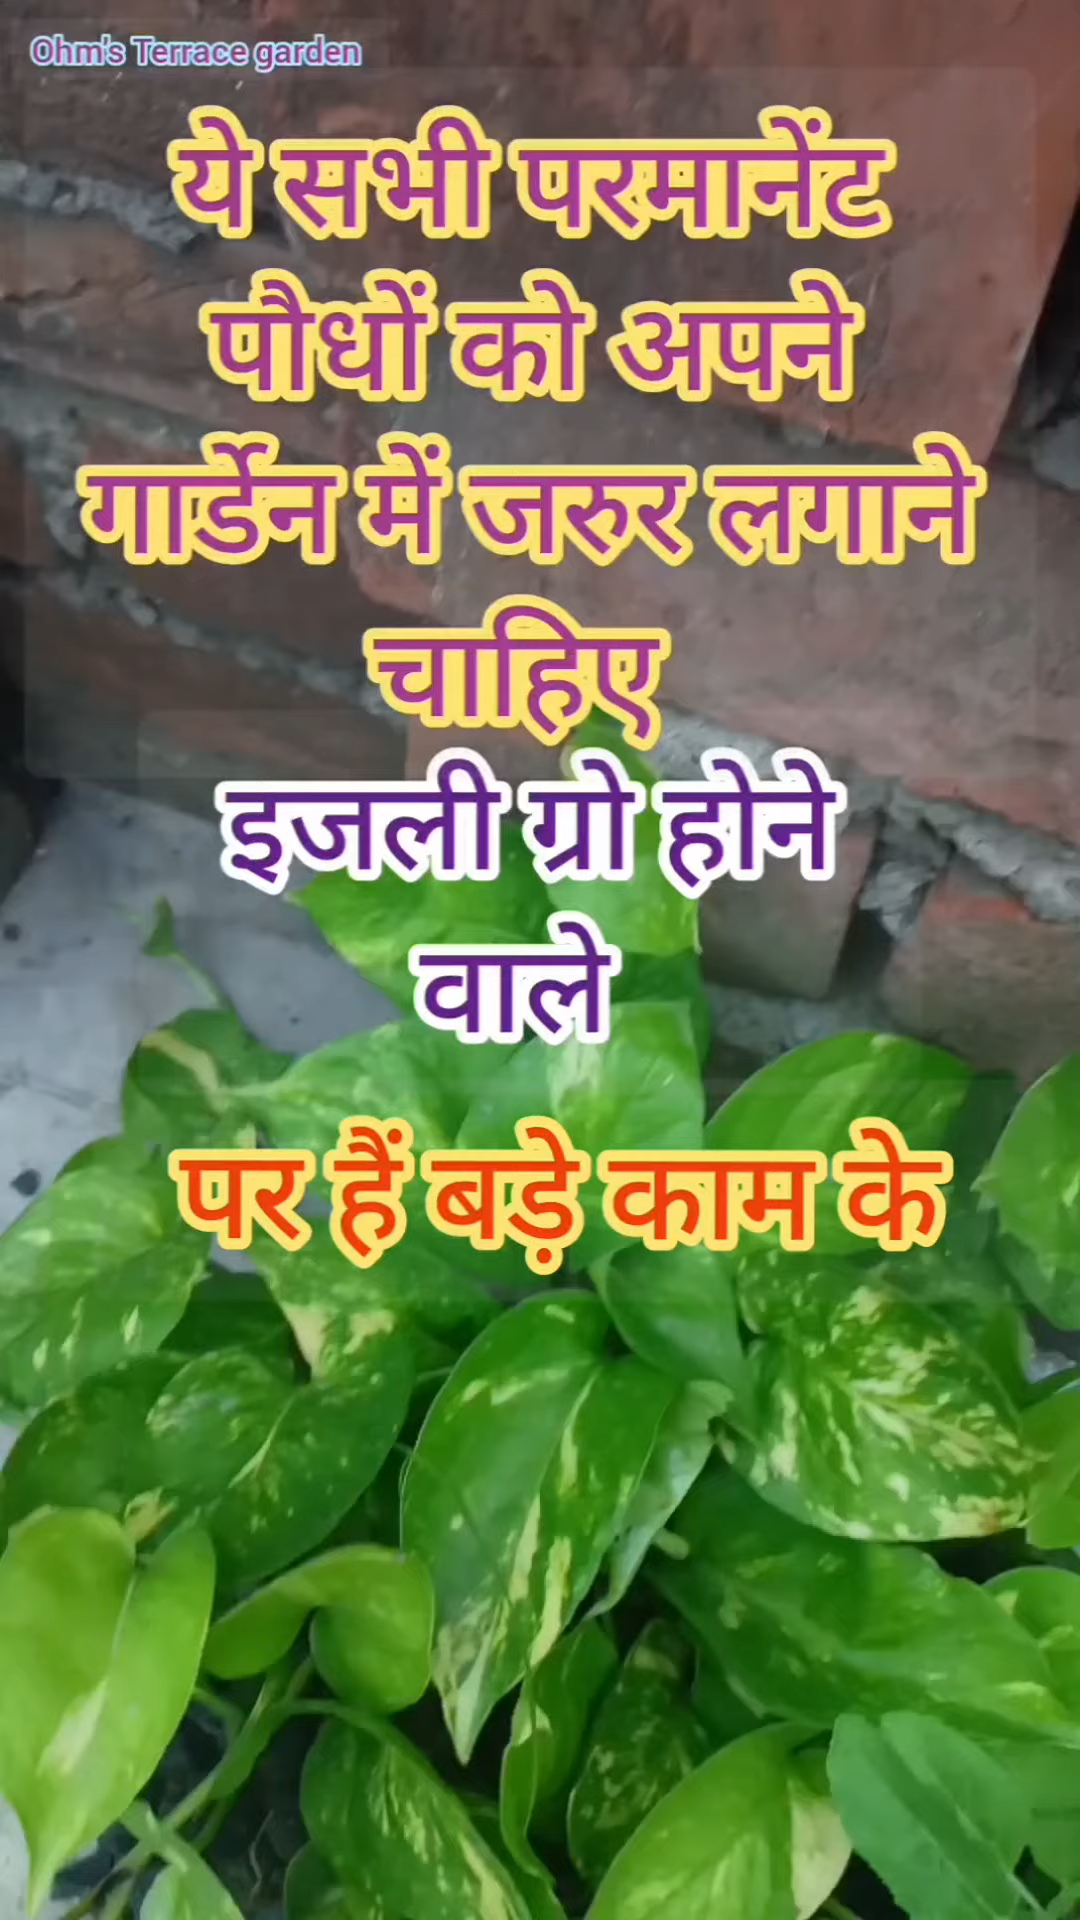 Ohm's Terrace garden
ये सभी परमानेंट
पौधों को अपने
गार्डेन में जरुर लगाने
चाहिए
इजली ग्रो होने
वाले
पर हैं बड़े काम के